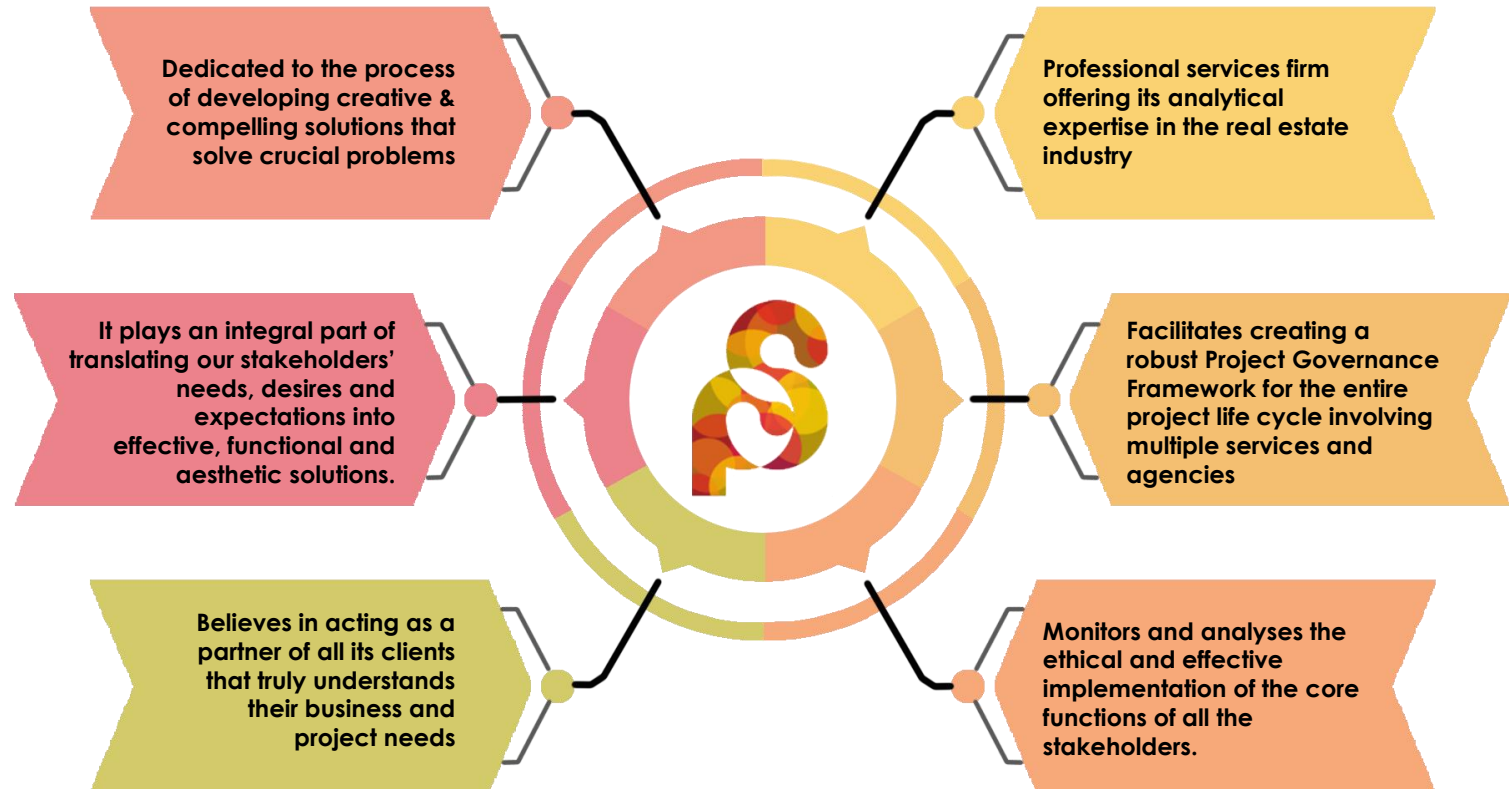 Dedicated to the process
of developing creative &
compelling solutions that
solve crucial problems
Professional services firm
offering its analytical
expertise in the real estate
industry
It plays an integral part of
translating our stakeholders’
needs, desires and
expectations into
effective, functional and
aesthetic solutions.
Facilitates creating a
robust Project Governance
Framework for the entire
project life cycle involving
multiple services and
agencies
Believes in acting as a
partner of all its clients
that truly understands
their business and
project needs
Monitors and analyses the
ethical and effective
implementation of the core
functions of all the
stakeholders.